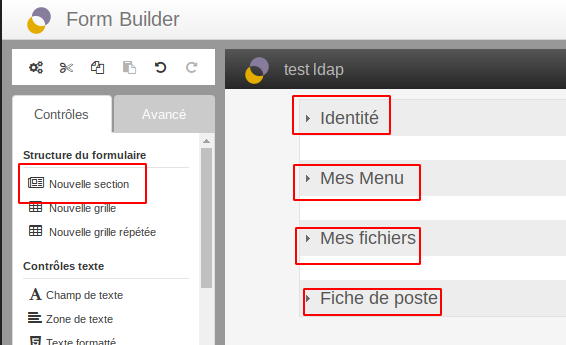 Form Builder
Contrôles
Avancé
Structure du formulaire
Nouvelle section
Nouvelle grille
Nouvelle grille répétée
Contrôles texte
Champ de texte
Zone de texte
Texte formatté
test ldap
Identité
Mes Menu
Mes fichiers
Fiche de poste